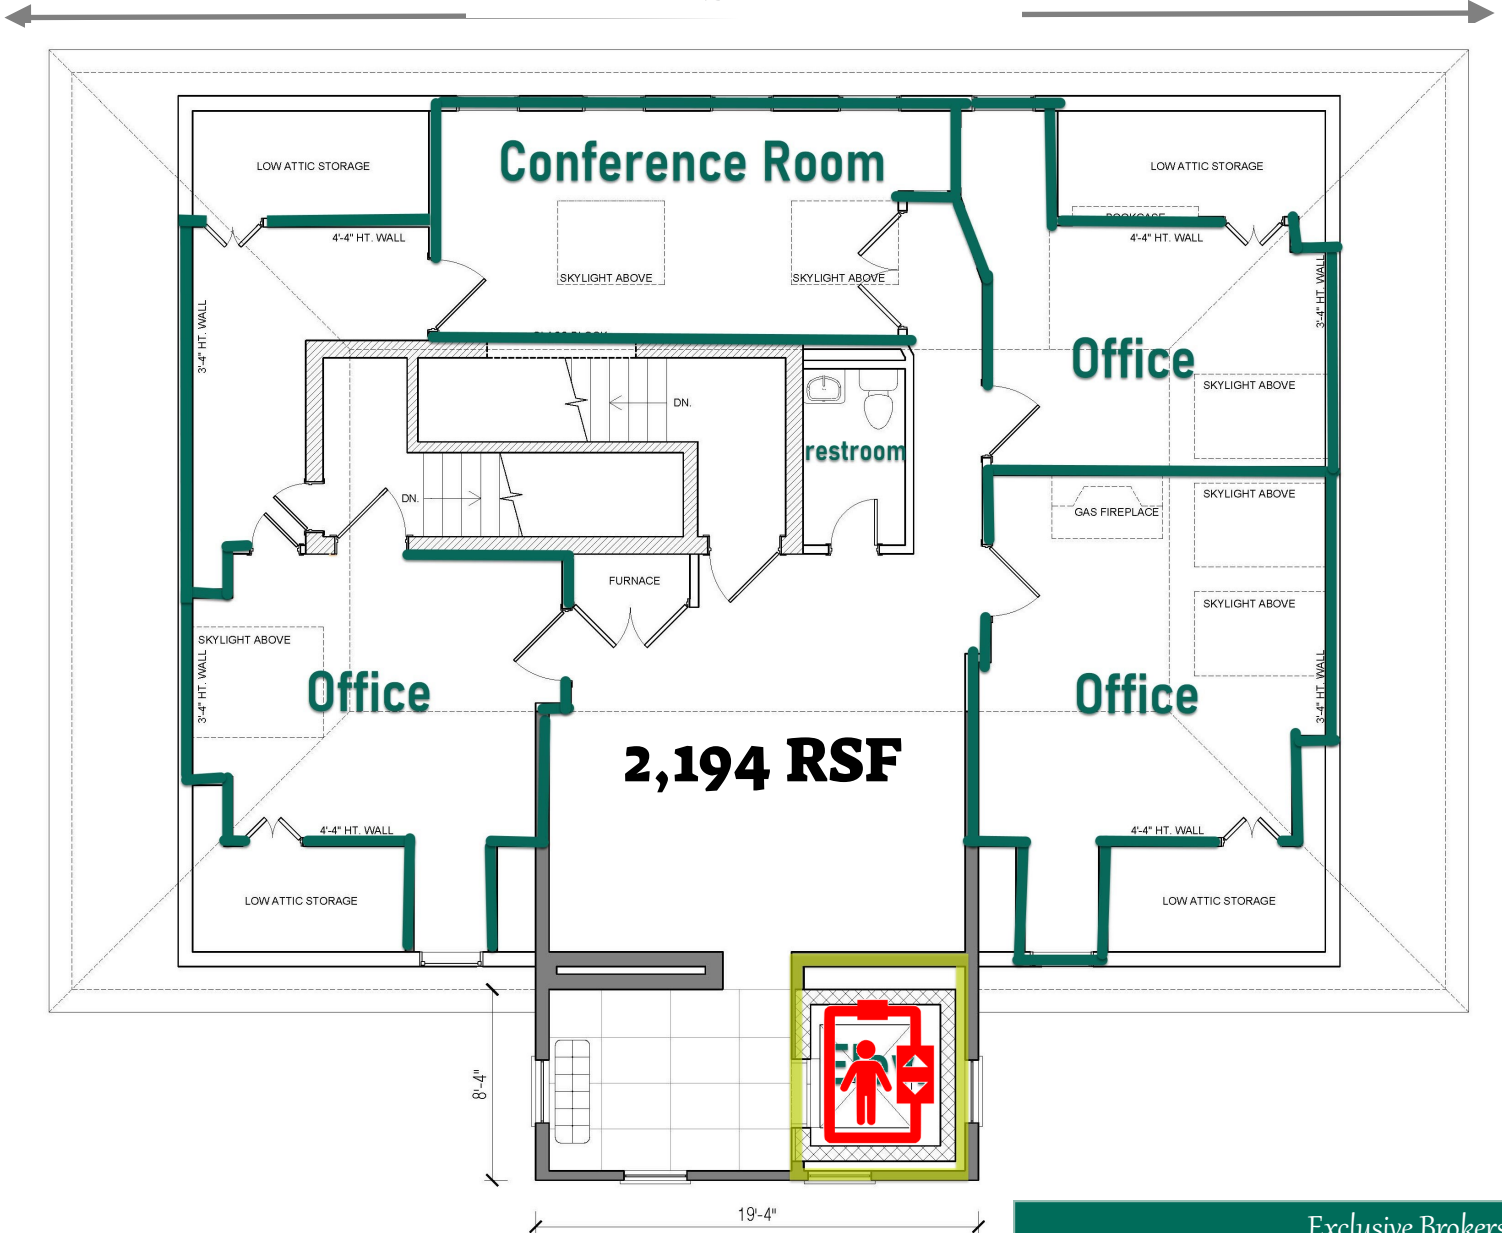 Conference Room
LOW ATTIC STORAGE
LOW ATTIC STORAGE
BOOKCASE
4'-4" HT. WALL
4'-4" HT. WALL
SKYLIGHT ABOVE
SKYLIGHT ABOVE
3'-4" HT. WALL
3'-4" HT. WALL
Office
SKYLIGHT ABOVE
DN.
restroom
DN.
SKYLIGHT ABOVE
GAS FIREPLACE
FURNACE
SKYLIGHT ABOVE
SKYLIGHT ABOVE
3'-4" HT. WALL
3'-4" HT. WALL
Office
Office
2,194 RSF
4'-4" HT. WALL
4'-4" HT. WALL
LOW ATTIC STORAGE
LOW ATTIC STORAGE
8'-4"
19'-4"
Exclusive Brokers